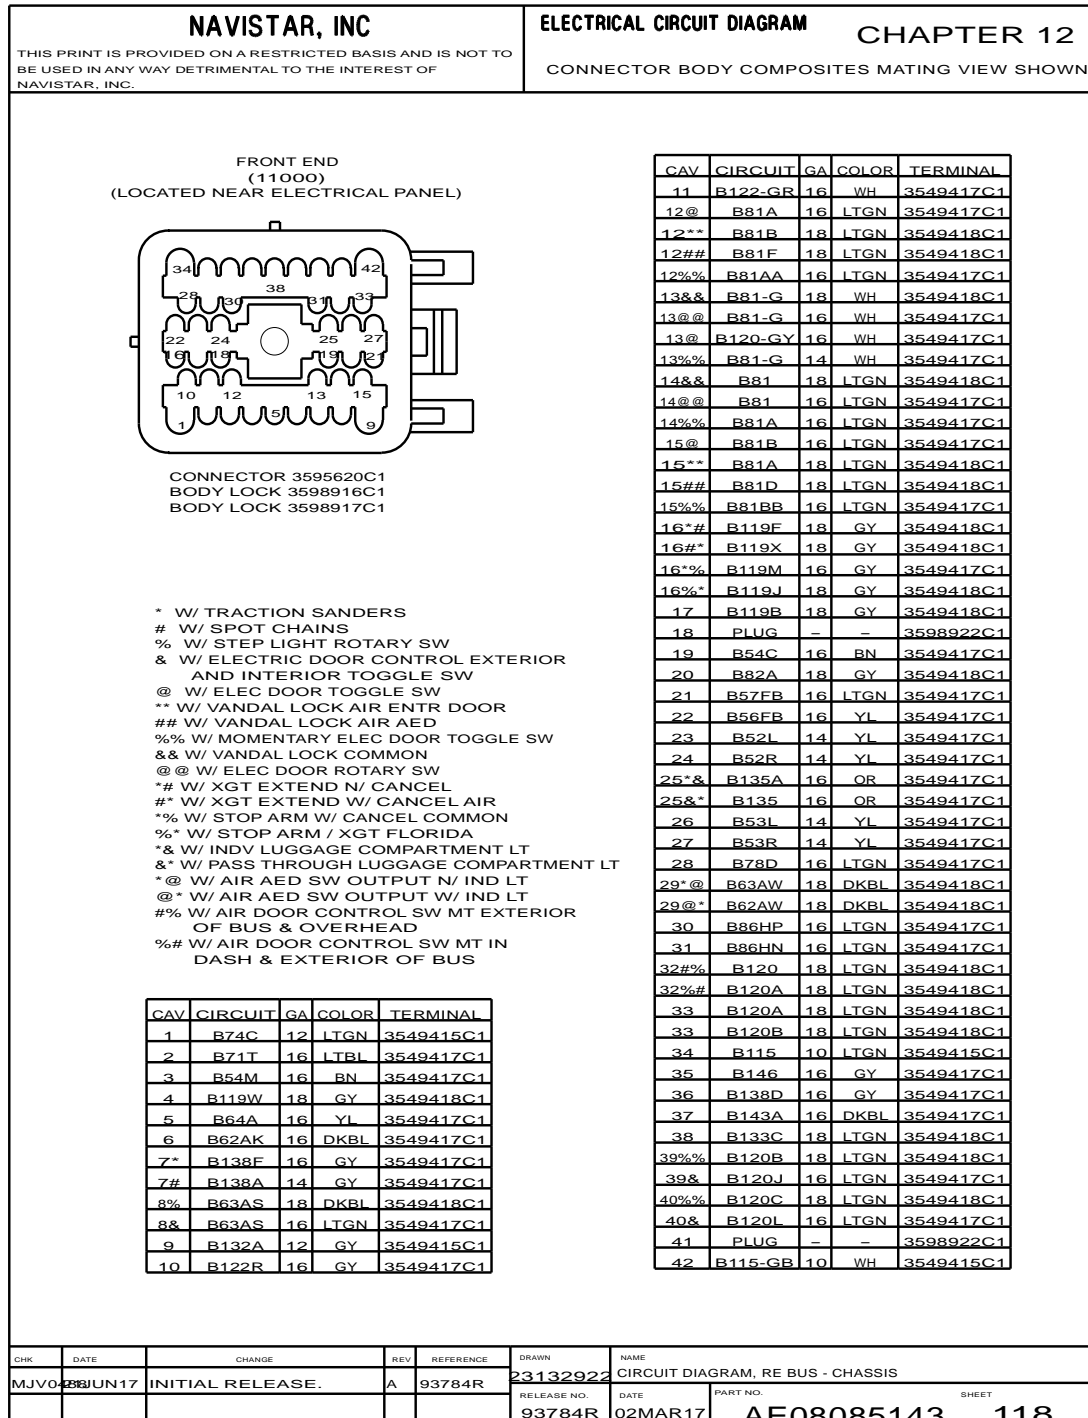 NAVISTAR, INC
THIS PRINT IS PROVIDED ON A RESTRICTED BASIS AND IS NOT TO
BE USED IN ANY WAY DETRIMENTAL TO THE INTEREST OF
NAVISTAR, INC.
ELECTRICAL CIRCUIT DIAGRAM
CHAPTER 12
CONNECTOR BODY COMPOSITES MATING VIEW SHOWN
FRONT END
(11000)
(LOCATED NEAR ELECTRICAL PANEL)
34 42
38
28 30 31 33
22 24 25 27
16 18 19 21
10 12 13 15
1 5 9
CONNECTOR 3595620C1
BODY LOCK 3598916C1
BODY LOCK 3598917C1
* W/ TRACTION SANDERS
# W/ SPOT CHAINS
% W/ STEP LIGHT ROTARY SW
& W/ ELECTRIC DOOR CONTROL EXTERIOR
AND INTERIOR TOGGLE SW
@ W/ ELEC DOOR TOGGLE SW
** W/ VANDAL LOCK AIR ENTR DOOR
## W/ VANDAL LOCK AIR AED
%% W/ MOMENTARY ELEC DOOR TOGGLE SW
&& W/ VANDAL LOCK COMMON
@@ W/ ELEC DOOR ROTARY SW
*# W/ XGT EXTEND N/ CANCEL
#* W/ XGT EXTEND W/ CANCEL AIR
*% W/ STOP ARM W/ CANCEL COMMON
%* W/ STOP ARM / XGT FLORIDA
*& W/ INDV LUGGAGE COMPARTMENT LT
&* W/ PASS THROUGH LUGGAGE COMPARTMENT LT
*@ W/ AIR AED SW OUTPUT N/ IND LT
@* W/ AIR AED SW OUTPUT W/ IND LT
#% W/ AIR DOOR CONTROL SW MT EXTERIOR
OF BUS & OVERHEAD
%# W/ AIR DOOR CONTROL SW MT IN
DASH & EXTERIOR OF BUS
CAV CIRCUIT GA COLOR TERMINAL
1 B74C 12 LTGN 3549415C1
2 B71T 16 LTBL 3549417C1
3 B54M 16 BN 3549417C1
4 B119W 18 GY 3549418C1
5 B64A 16 YL 3549417C1
6 B62AK 16 DKBL 3549417C1
7* B138F 16 GY 3549417C1
7# B138A 14 GY 3549417C1
8% B63AS 18 DKBL 3549418C1
8& B63AS 16 LTGN 3549417C1
9 B132A 12 GY 3549415C1
10 B122R 16 GY 3549417C1
CAV CIRCUIT GA COLOR TERMINAL
11 B122-GR 16 WH 3549417C1
12@ B81A 16 LTGN 3549417C1
12** B81B 18 LTGN 3549418C1
12## B81F 18 LTGN 3549418C1
12%% B81AA 16 LTGN 3549417C1
13&& B81-G 18 WH 3549418C1
13@@ B81-G 16 WH 3549417C1
13@ B120-GY 16 WH 3549417C1
13%% B81-G 14 WH 3549417C1
14&& B81 18 LTGN 3549418C1
14@@ B81 16 LTGN 3549417C1
14%% B81A 16 LTGN 3549417C1
15@ B81B 16 LTGN 3549417C1
15** B81A 18 LTGN 3549418C1
15## B81D 18 LTGN 3549418C1
15%% B81BB 16 LTGN 3549417C1
16*# B119F 18 GY 3549418C1
16#* B119X 18 GY 3549418C1
16*% B119M 16 GY 3549417C1
16%* B119J 18 GY 3549418C1
17 B119B 18 GY 3549418C1
18 PLUG – – 3598922C1
19 B54C 16 BN 3549417C1
20 B82A 18 GY 3549418C1
21 B57FB 16 LTGN 3549417C1
22 B56FB 16 YL 3549417C1
23 B52L 14 YL 3549417C1
24 B52R 14 YL 3549417C1
25*& B135A 16 OR 3549417C1
25&* B135 16 OR 3549417C1
26 B53L 14 YL 3549417C1
27 B53R 14 YL 3549417C1
28 B78D 16 LTGN 3549417C1
29*@ B63AW 18 DKBL 3549418C1
29@* B62AW 18 DKBL 3549418C1
30 B86HP 16 LTGN 3549417C1
31 B86HN 16 LTGN 3549417C1
32#% B120 18 LTGN 3549418C1
32%# B120A 18 LTGN 3549418C1
33 B120A 18 LTGN 3549418C1
33 B120B 18 LTGN 3549418C1
34 B115 10 LTGN 3549415C1
35 B146 16 GY 3549417C1
36 B138D 16 GY 3549417C1
37 B143A 16 DKBL 3549417C1
38 B133C 18 LTGN 3549418C1
39%% B120B 18 LTGN 3549418C1
39& B120J 16 LTGN 3549417C1
40%% B120C 18 LTGN 3549418C1
40& B120L 16 LTGN 3549417C1
41 PLUG – – 3598922C1
42 B115-GB 10 WH 3549415C1
CHK DATE CHANGE REV REFERENCE
INITIAL RELEASE. A 93784R
DRAWN
23132922
NAME
CIRCUIT DIAGRAM, RE BUS - CHASSIS
RELEASE NO. DATE PART NO. SHEET
93784R 02MAR17 AE08085143 118